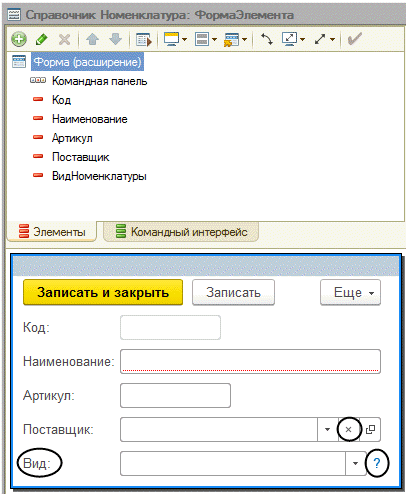 Справочник Номенклатура: ФормаЭлемента
Форма (расширение)
Командная панель
Код
Наименование
Артикул
Поставщик
ВидНоменклатуры
Элементы Командный интерфейс
Записать и закрыть Записать Еще
Код:
Наименование:
Артикул:
Поставщик:
Вид: ?